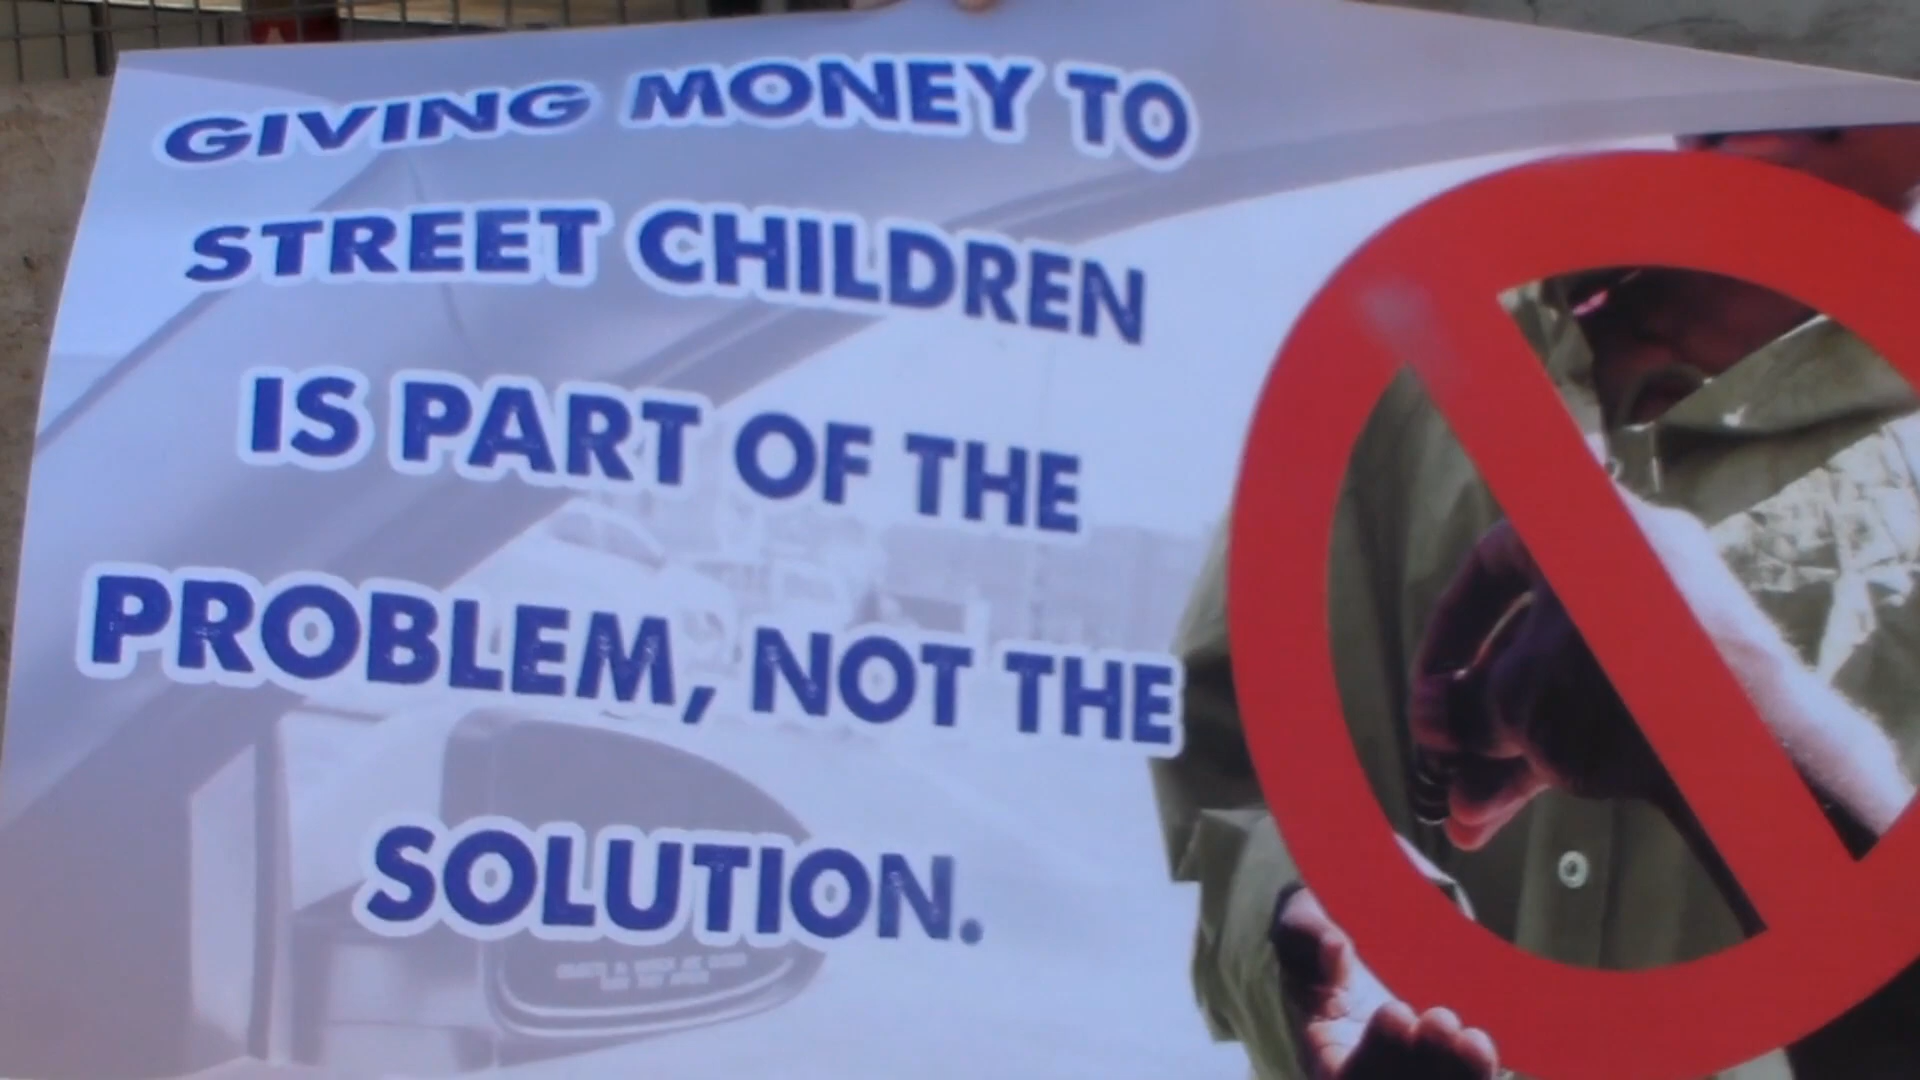 GIVING MONEY TO
STREET CHILDREN
IS PART OF THE
PROBLEM, NOT THE
SOLUTION.